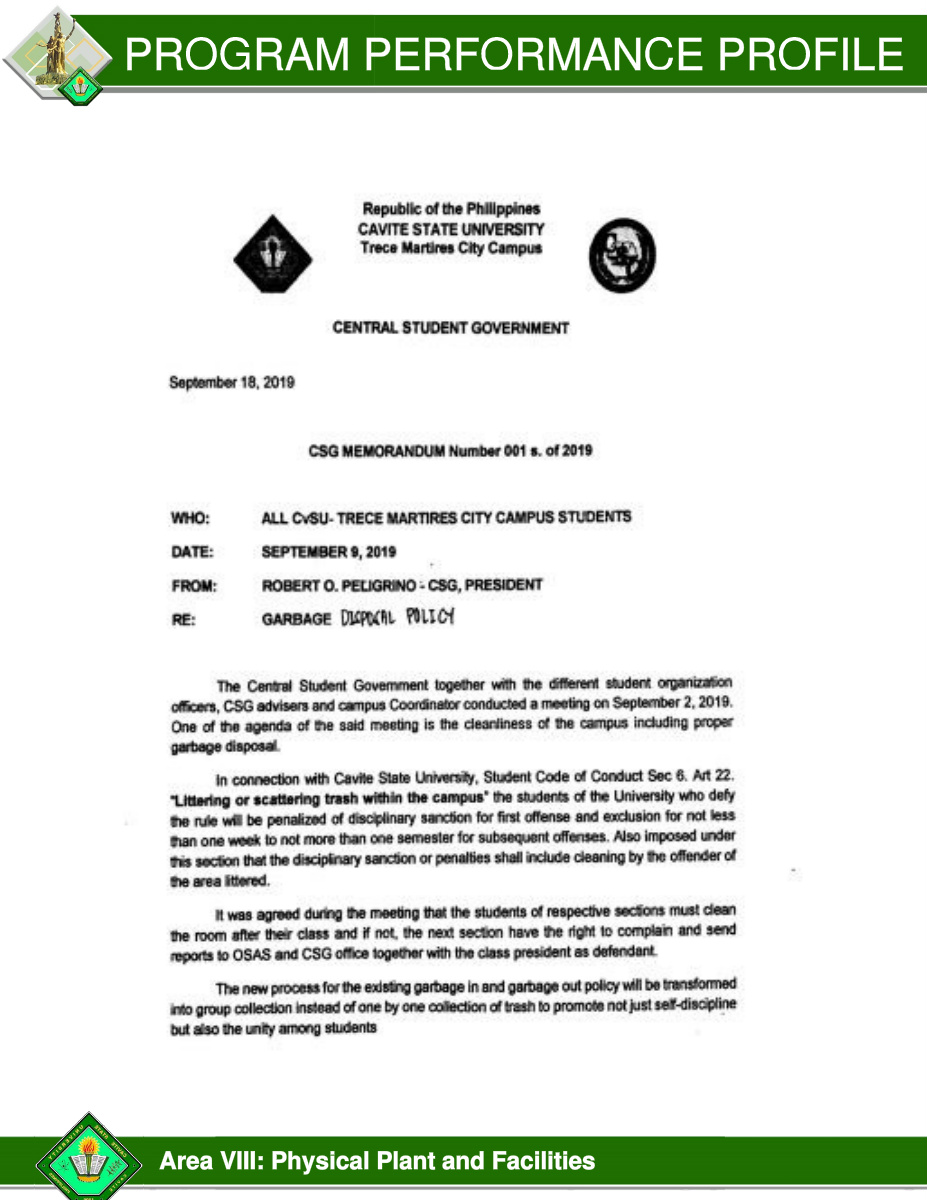 PROGRAM PERFORMANCE PROFILE
Republic of the Philippines
CAVITE STATE UNIVERSITY
Trece Martires City Campus
CENTRAL STUDENT GOVERNMENT
September 18, 2019
CSG MEMORANDUM Number 001 s. of 2019
WHO: ALL CvSU- TRECE MARTIRES CITY CAMPUS STUDENTS
DATE: SEPTEMBER 9, 2019
FROM: ROBERT O. PELIGRINO - CSG, PRESIDENT
RE: GARBAGE DISPOSAL POLICY
The Central Student Government together with the different student organization
officers, CSG advisers and campus Coordinator conducted a meeting on September 2, 2019.
One of the agenda of the said meeting is the cleanliness of the campus including proper
garbage disposal.
In connection with Cavite State University, Student Code of Conduct Sec 6. Art 22.
"Littering or scattering trash within the campus" the students of the University who defy
the rule will be penalized of disciplinary sanction for first offense and exclusion for not less
than one week to not more than one semester for subsequent offenses. Also imposed under
this section that the disciplinary sanction or penalties shall include cleaning by the offender of
the area littered.
It was agreed during the meeting that the students of respective sections must clean
the room after their class and if not, the next section have the right to complain and send
reports to OSAS and CSG office together with the class president as defendant.
The new process for the existing garbage in and garbage out policy will be transformed
into group collection instead of one by one collection of trash to promote not just self-discipline
but also the unity among students
Area VIII: Physical Plant and Facilities